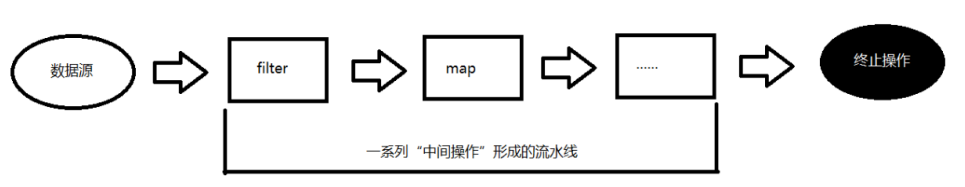 数据源
filter
map
......
终止操作
一系列“中间操作”形成的流水线